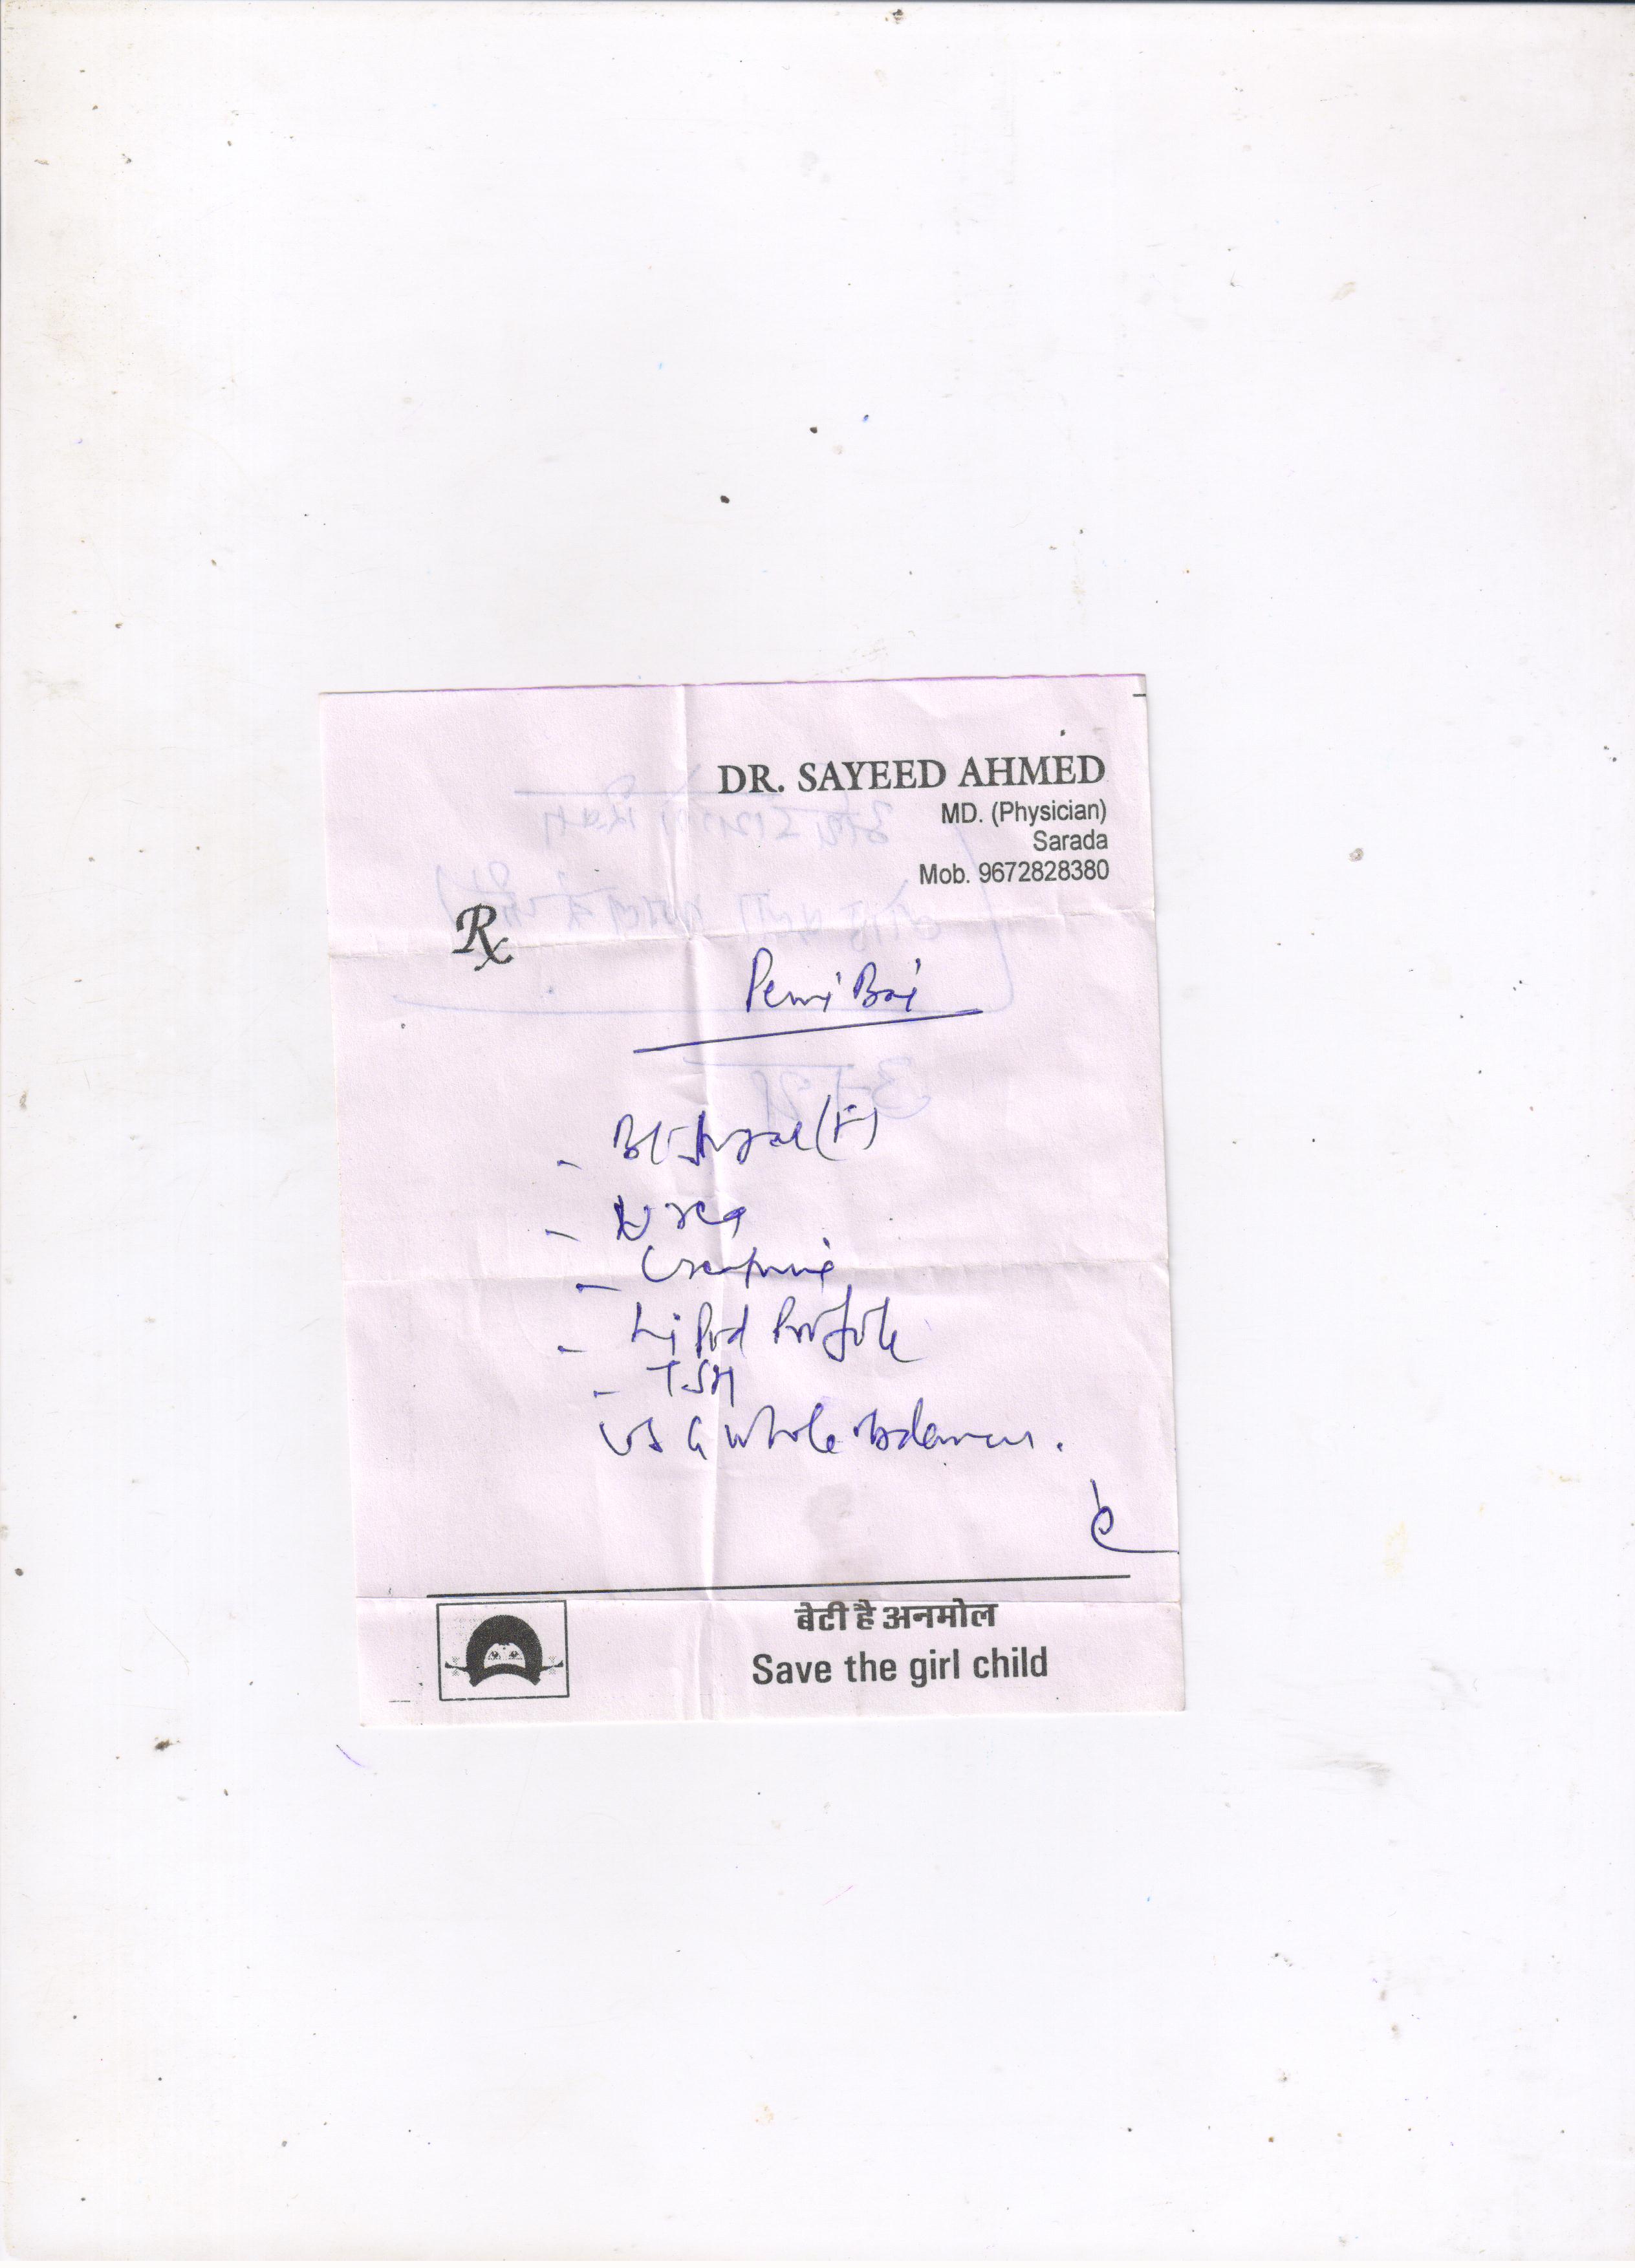 DR. SAYEED AHMED
MD. (Physician)
Sarada
Mob. 9672828380
Rx
Pemi Bai
- Bl Sugar (F)
- Urea
- Creatinine
- Lipid Profile
- TSH
USG whole abdomen.
बेटी है अनमोल
Save the girl child